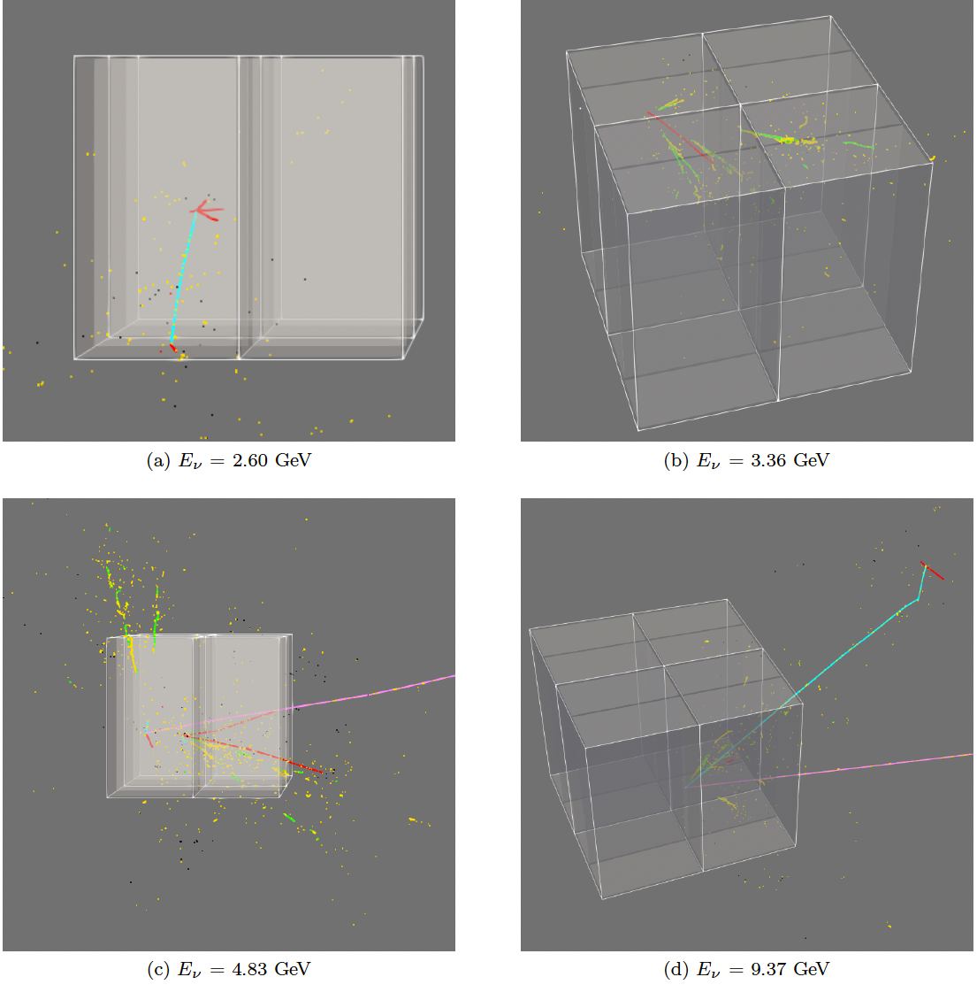 (a) Eν = 2.60 GeV
(b) Eν = 3.36 GeV
(c) Eν = 4.83 GeV
(d) Eν = 9.37 GeV